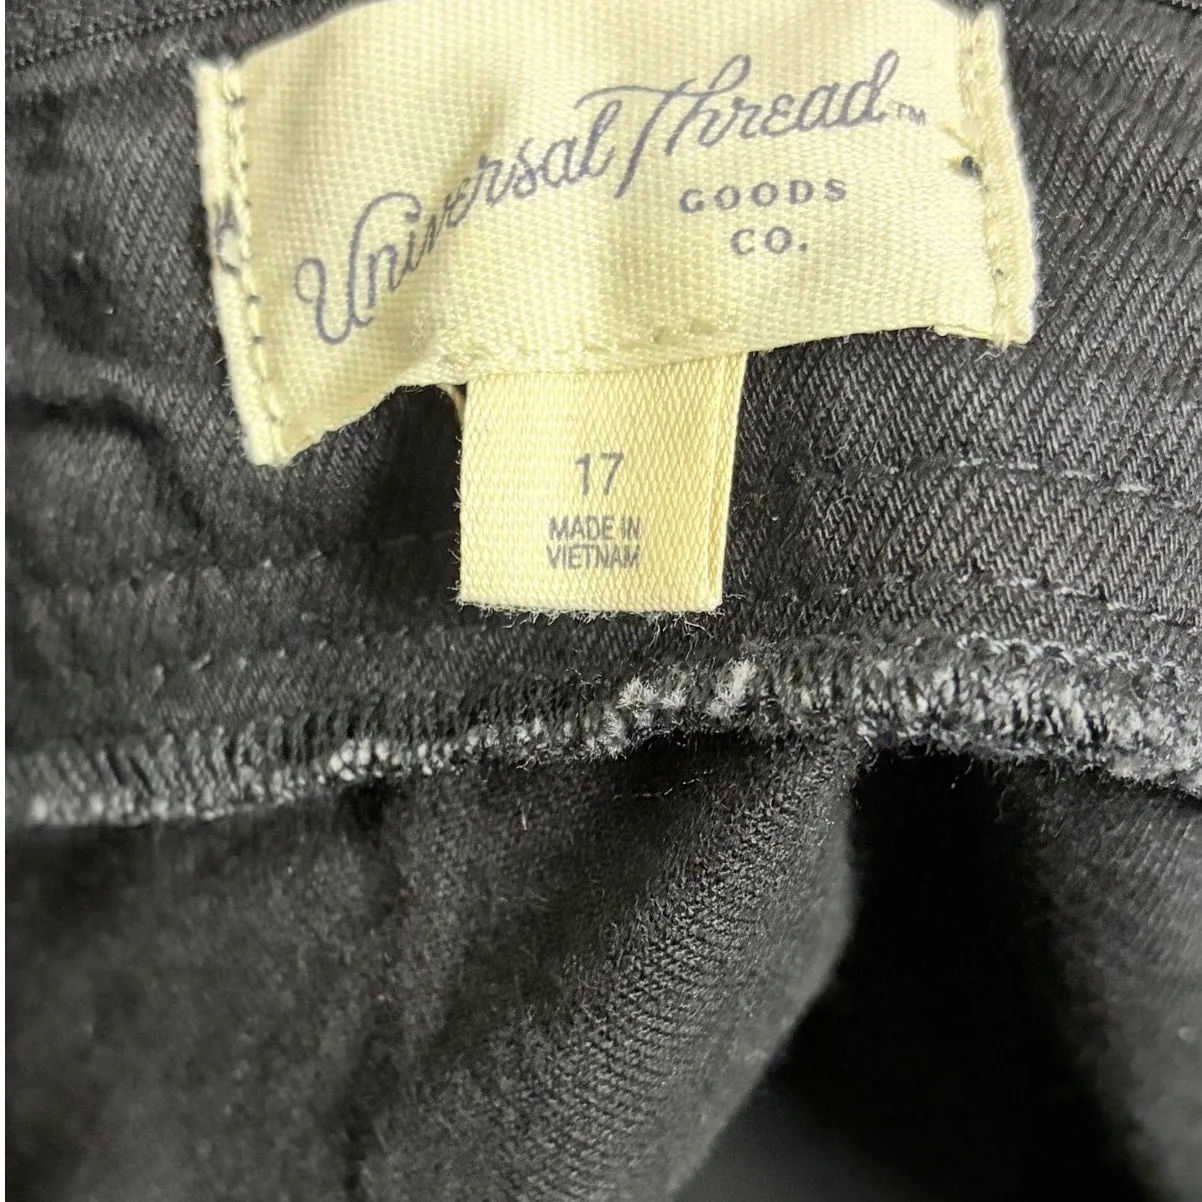 Universal Thread™
GOODS
CO.
17
MADE IN
VIETNAM